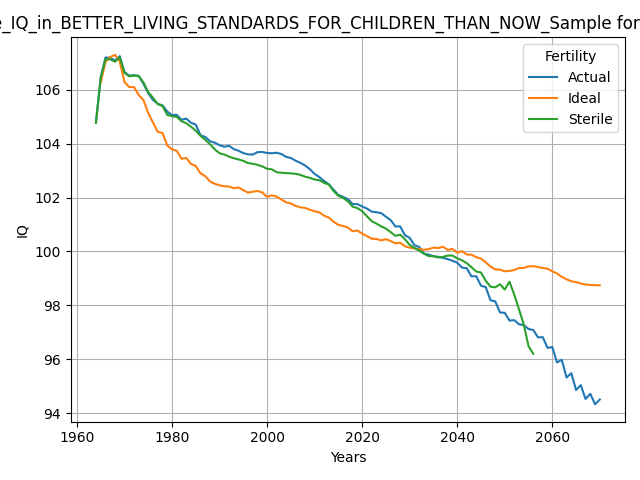 e_IQ_in_BETTER_LIVING_STANDARDS_FOR_CHILDREN_THAN_NOW_Sample for
Fertility
Actual
Ideal
Sterile
IQ
106
104
102
100
98
96
94
1960
1980
2000
2020
2040
2060
Years